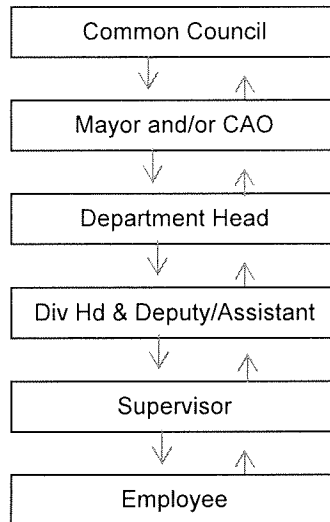 Common Council
Mayor and/or CAO
Department Head
Div Hd & Deputy/Assistant
Supervisor
Employee